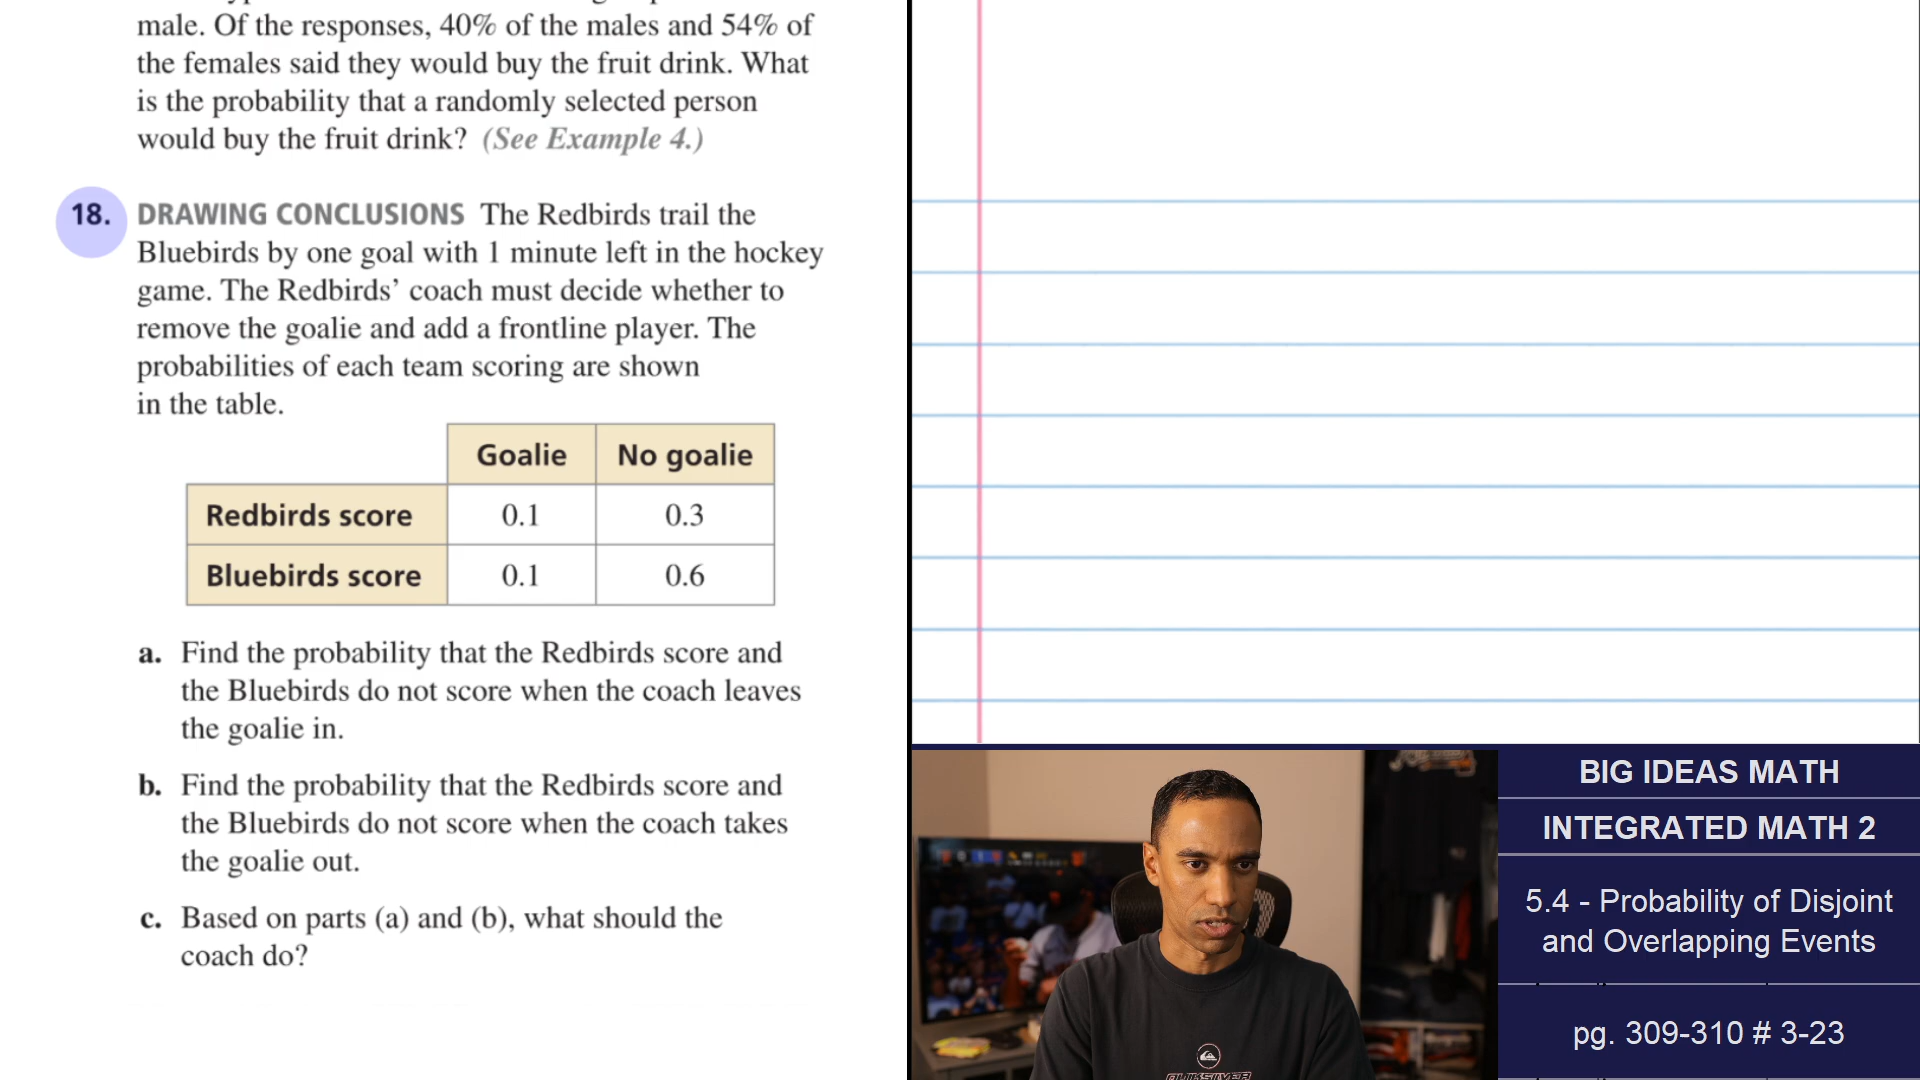 male. Of the responses, 40% of the males and 54% of
the females said they would buy the fruit drink. What
is the probability that a randomly selected person
would buy the fruit drink? (See Example 4.)
18. DRAWING CONCLUSIONS The Redbirds trail the
Bluebirds by one goal with 1 minute left in the hockey
game. The Redbirds’ coach must decide whether to
remove the goalie and add a frontline player. The
probabilities of each team scoring are shown
in the table.
Goalie No goalie
Redbirds score 0.1 0.3
Bluebirds score 0.1 0.6
a. Find the probability that the Redbirds score and
the Bluebirds do not score when the coach leaves
the goalie in.
b. Find the probability that the Redbirds score and
the Bluebirds do not score when the coach takes
the goalie out.
c. Based on parts (a) and (b), what should the
coach do?
BIG IDEAS MATH
INTEGRATED MATH 2
5.4 - Probability of Disjoint
and Overlapping Events
pg. 309-310 # 3-23
QUIKSILVER